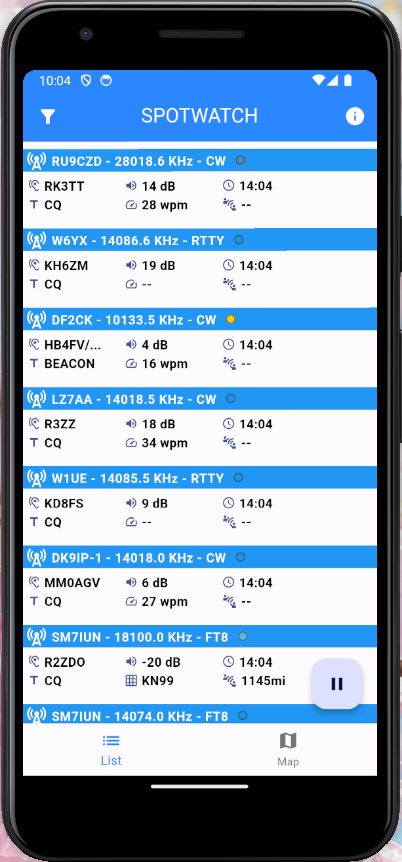 10:04
SPOTWATCH
RU9CZD - 28018.6 KHz - CW
RK3TT 14 dB 14:04
T CQ 28 wpm --
W6YX - 14086.6 KHz - RTTY
KH6ZM 19 dB 14:04
T CQ -- --
DF2CK - 10133.5 KHz - CW
HB4FV/... 4 dB 14:04
T BEACON 16 wpm --
LZ7AA - 14018.5 KHz - CW
R3ZZ 18 dB 14:04
T CQ 34 wpm --
W1UE - 14085.5 KHz - RTTY
KD8FS 9 dB 14:04
T CQ -- --
DK9IP-1 - 14018.0 KHz - CW
MM0AGV 6 dB 14:04
T CQ 27 wpm --
SM7IUN - 18100.0 KHz - FT8
R2ZDO -20 dB 14:04
T CQ KN99 1145mi
SM7IUN - 14074.0 KHz - FT8
List Map